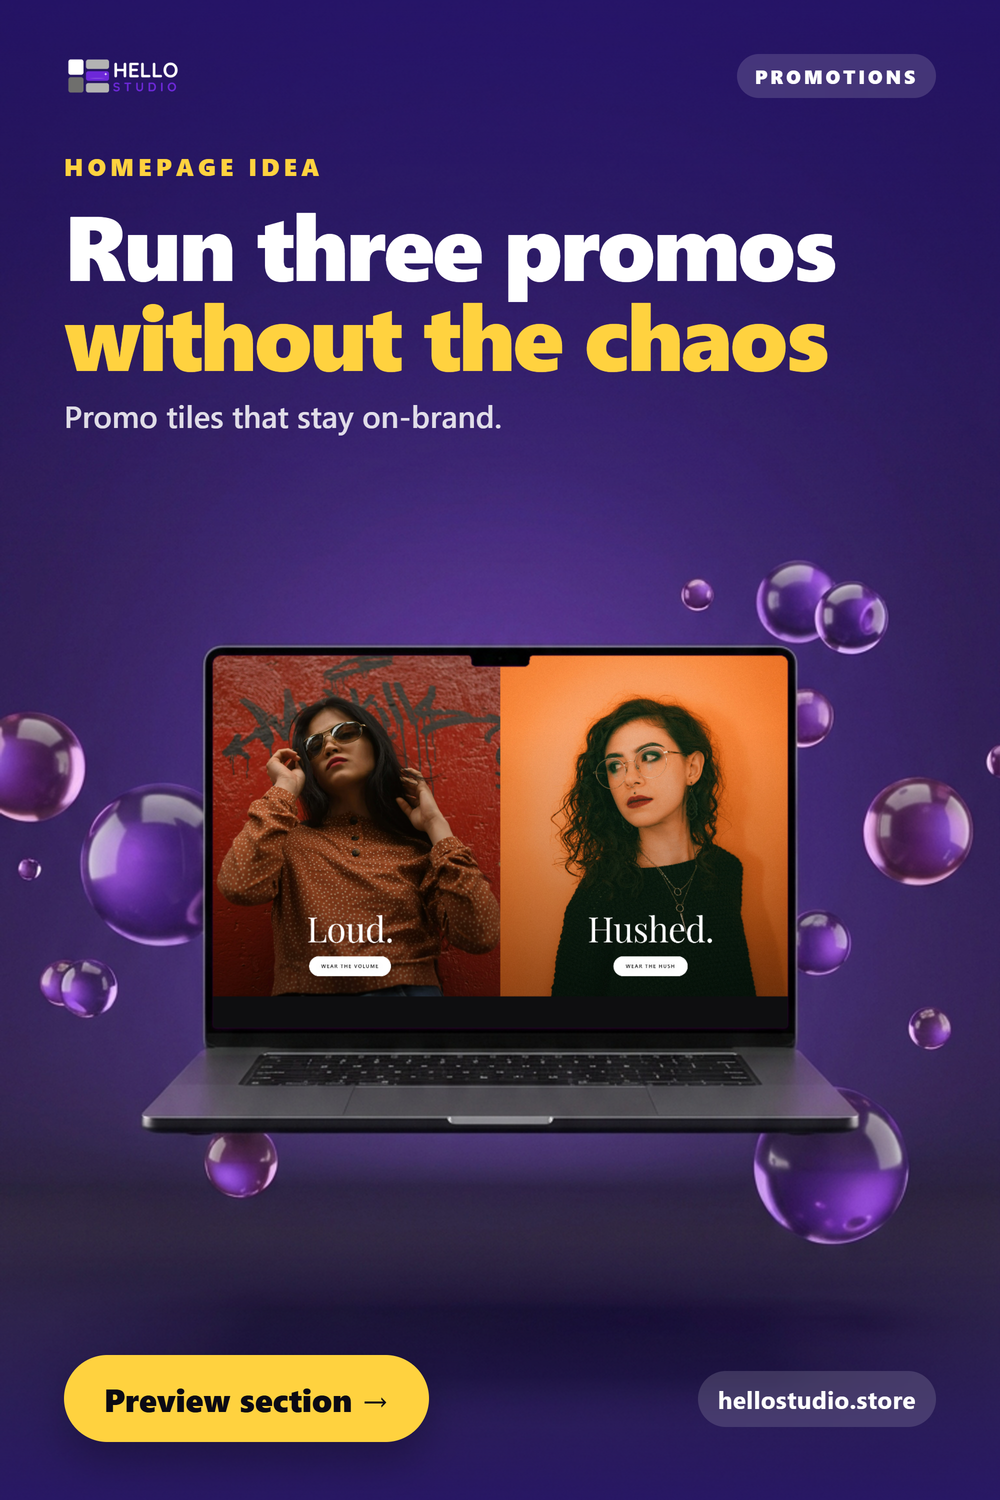 HELLO
STUDIO
PROMOTIONS
HOMEPAGE IDEA
Run three promos
without the chaos
Promo tiles that stay on-brand.
Loud.
WEAR THE VOLUME
Hushed.
WEAR THE HUSH
Preview section →
hellostudio.store